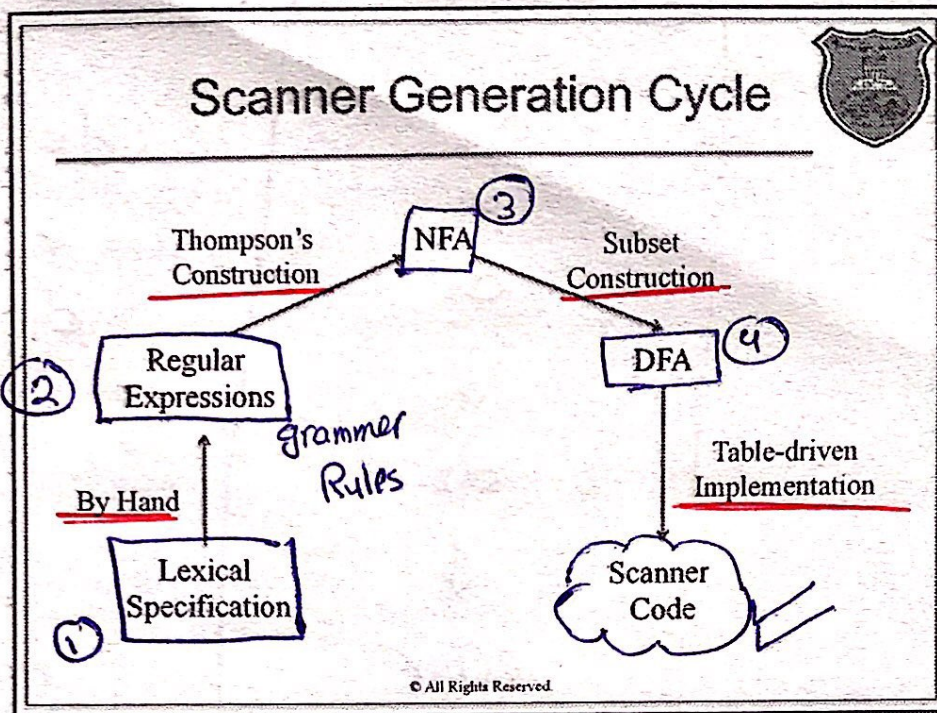 Scanner Generation Cycle
3
Thompson's
Construction
NFA
Subset
Construction
2
Regular
Expressions
DFA
4
grammer
Rules
By Hand
Table-driven
Implementation
1
Lexical
Specification
Scanner
Code
© All Rights Reserved